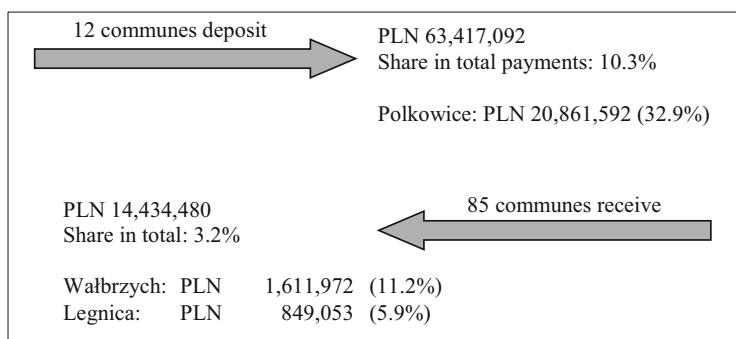 12 communes deposit
PLN 63,417,092
Share in total payments: 10.3%
Polkowice: PLN 20,861,592 (32.9%)
85 communes receive
PLN 14,434,480
Share in total: 3.2%
Wałbrzych: PLN 1,611,972 (11.2%)
Legnica: PLN 849,053 (5.9%)